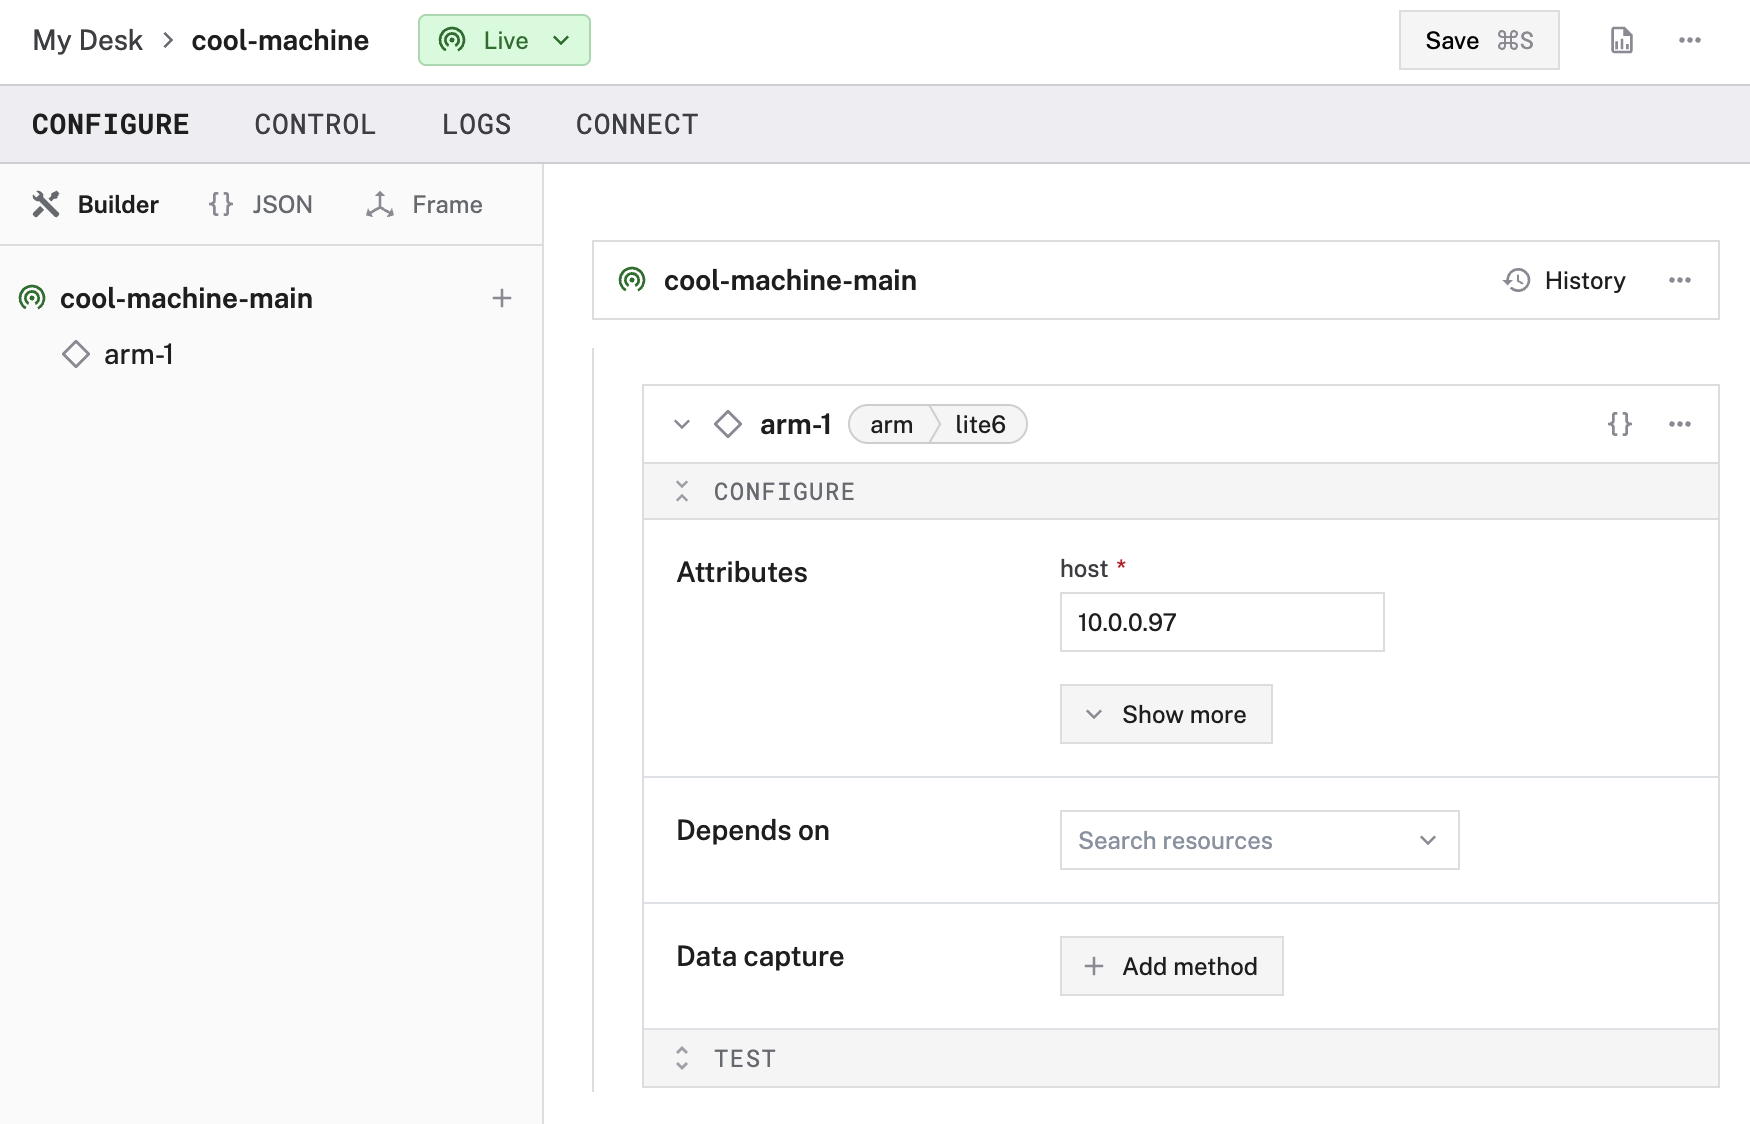 My Desk > cool-machine Live Save ⌘S
CONFIGURE CONTROL LOGS CONNECT
Builder {} JSON Frame
cool-machine-main +
arm-1
cool-machine-main History ...
arm-1 arm lite6 {} ...
CONFIGURE
Attributes
host *
10.0.0.97
Show more
Depends on
Search resources
Data capture
+ Add method
TEST